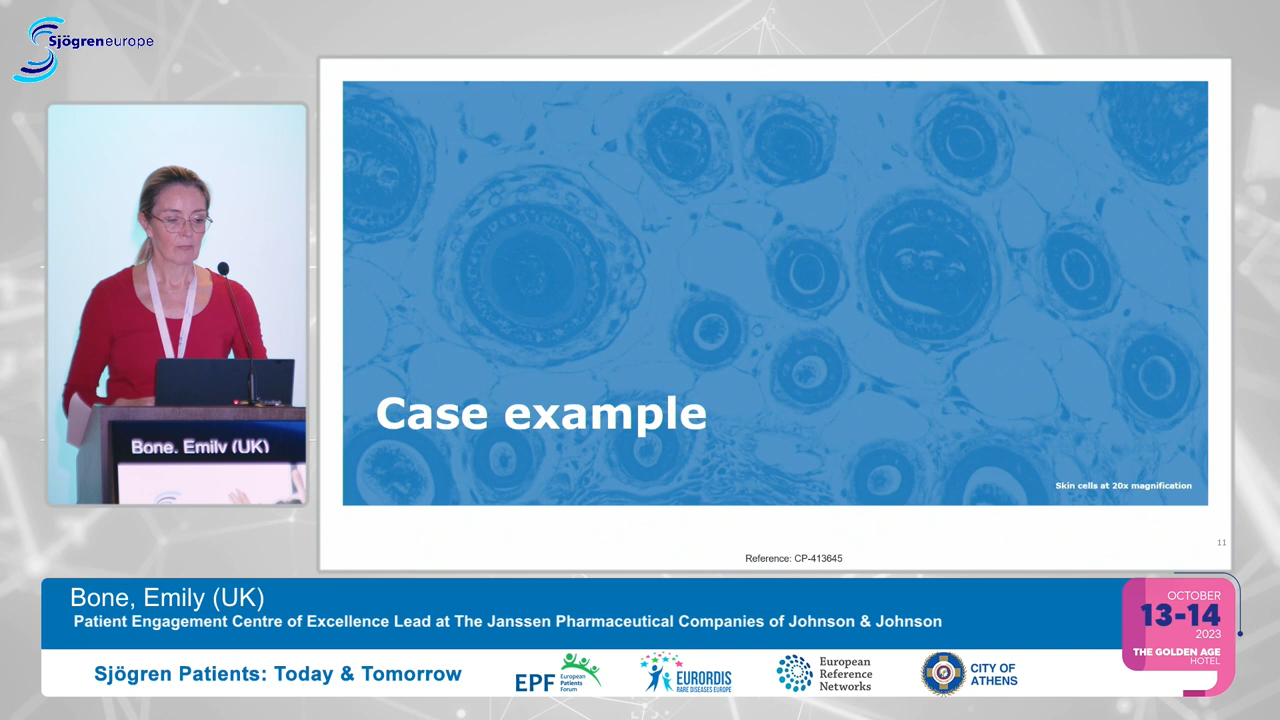 Sjögreneurope
Case example
Skin cells at 20x magnification
11
Reference: CP-413645
Bone, Emily (UK)
Bone, Emily (UK)
Patient Engagement Centre of Excellence Lead at The Janssen Pharmaceutical Companies of Johnson & Johnson
OCTOBER
13-14
2023
THE GOLDEN AGE
HOTEL
Sjögren Patients: Today & Tomorrow
EPF
European
Patients
Forum
EURORDIS
RARE DISEASES EUROPE
European
Reference
Networks
CITY OF
ATHENS